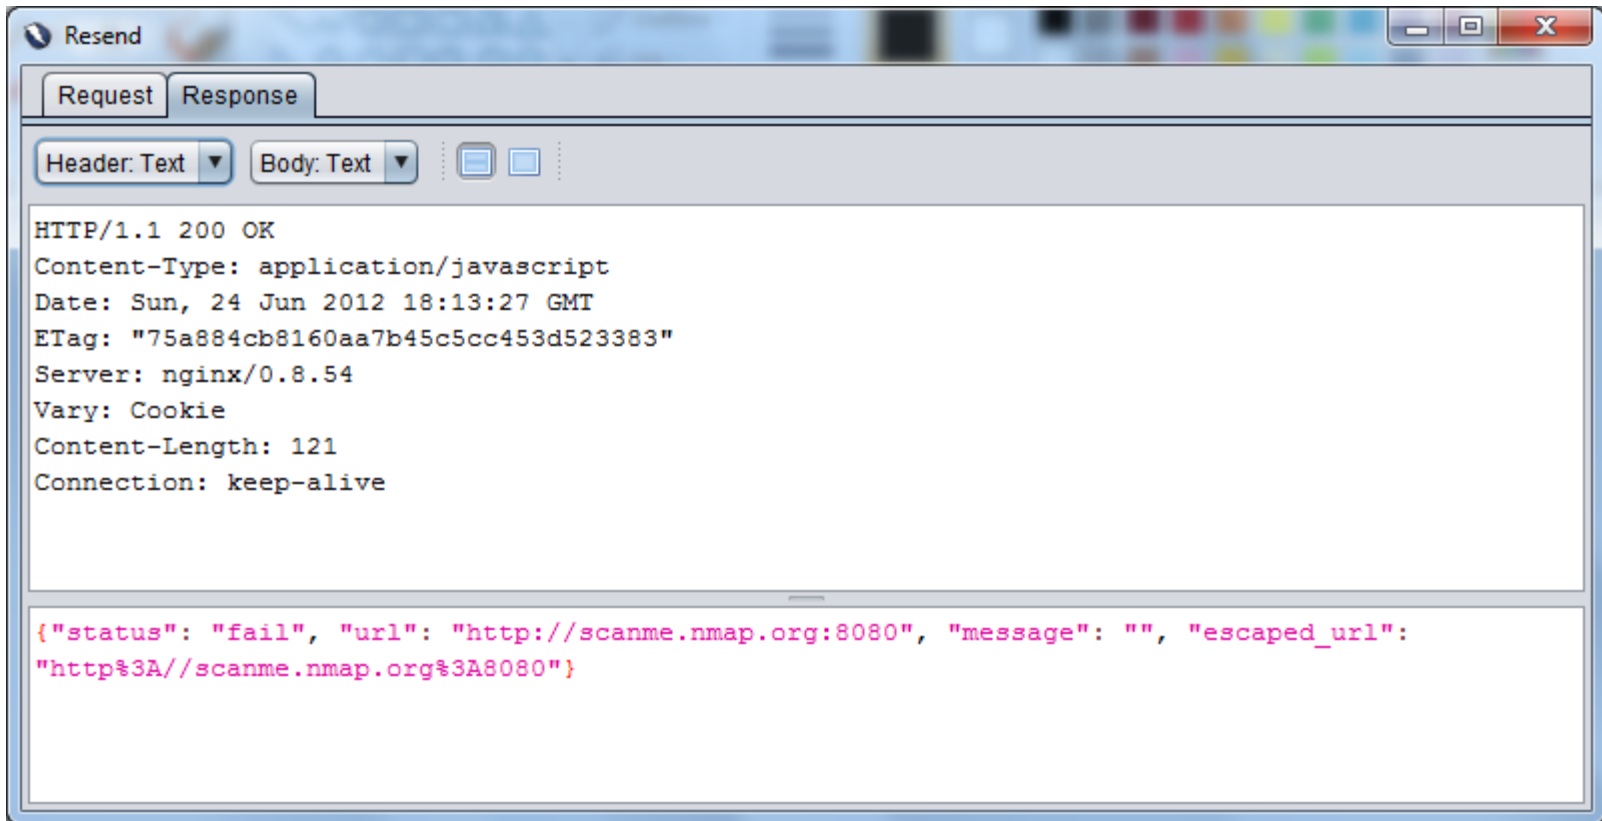 Resend
Request Response
Header: Text Body: Text
HTTP/1.1 200 OK
Content-Type: application/javascript
Date: Sun, 24 Jun 2012 18:13:27 GMT
ETag: "75a884cb8160aa7b45c5cc453d523383"
Server: nginx/0.8.54
Vary: Cookie
Content-Length: 121
Connection: keep-alive
{"status": "fail", "url": "http://scanme.nmap.org:8080", "message": "", "escaped_url":
"http%3A//scanme.nmap.org%3A8080"}